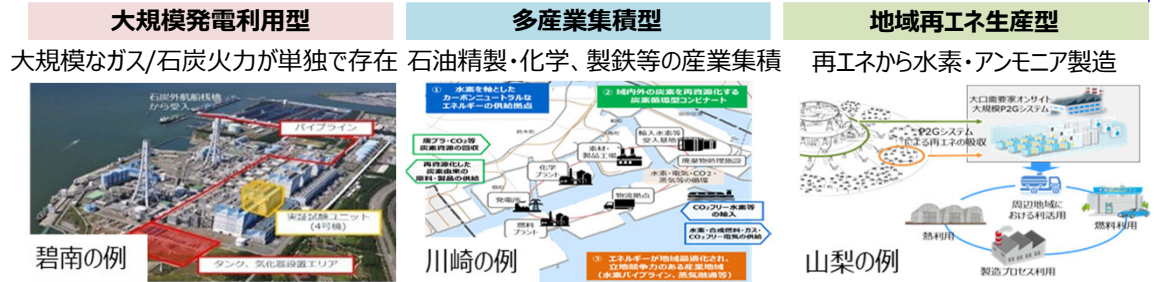 大規模発電利用型
大規模なガス/石炭火力が単独で存在
石炭外航船桟橋
から受入
パイプライン
実証試験ユニット
(4号機)
タンク、気化器設置エリア
碧南の例
多産業集積型
石油精製・化学、製鉄等の産業集積
① 水素を軸とした
カーボンニュートラルな
エネルギーの供給拠点
② 域内外の炭素を再資源化する
炭素循環型コンビナート
廃プラ・CO₂等
炭素資源の回収
再資源化した
炭素由来の
原料・製品の供給
輸入水素等
受入基地
素材・
製品工場
廃棄物処理施設
化学
プラント
水素・電気・CO2・
蒸気等の循環
発電所
物流拠点
燃料
プラント
CO₂フリー水素等
の輸入
水素・合成燃料・ガス・
CO₂フリー電気の供給
③ エネルギーが地域最適化され、
立地競争力のある産業地域
(水素パイプライン、蒸気融通等)
川崎の例
地域再エネ生産型
再エネから水素・アンモニア製造
大口需要家オンサイト
大規模P2Gシステム
P2Gシステム
による再エネの吸収
周辺地域に
おける利活用
熱利用
燃料利用
製造プロセス利用
山梨の例